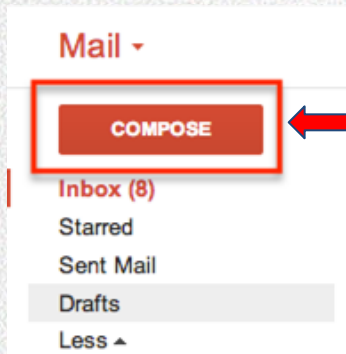 Mail
COMPOSE
Inbox (8)
Starred
Sent Mail
Drafts
Less